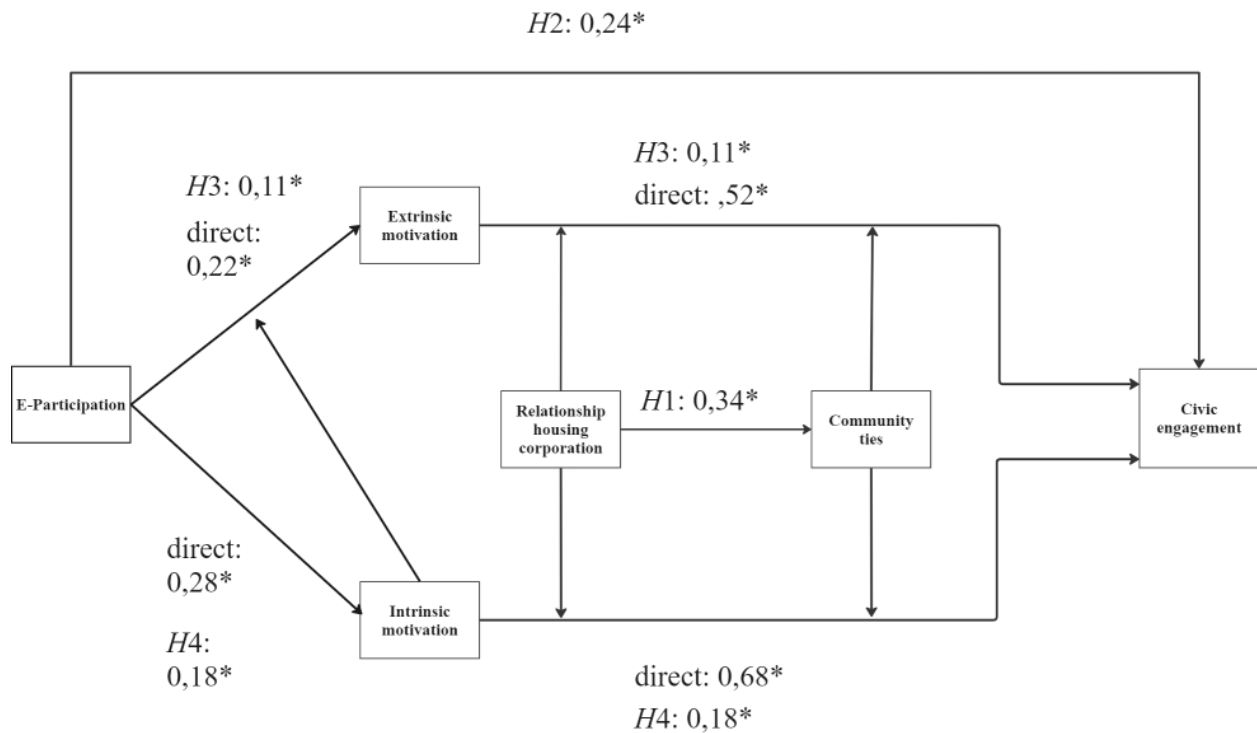 H2: 0,24*
H3: 0,11*
direct: ,52*
H3: 0,11*
direct:
0,22*
Extrinsic
motivation
E-Participation
Relationship
housing
corporation
H1: 0,34*
Community
ties
Civic
engagement
direct:
0,28*
H4:
0,18*
Intrinsic
motivation
direct: 0,68*
H4: 0,18*